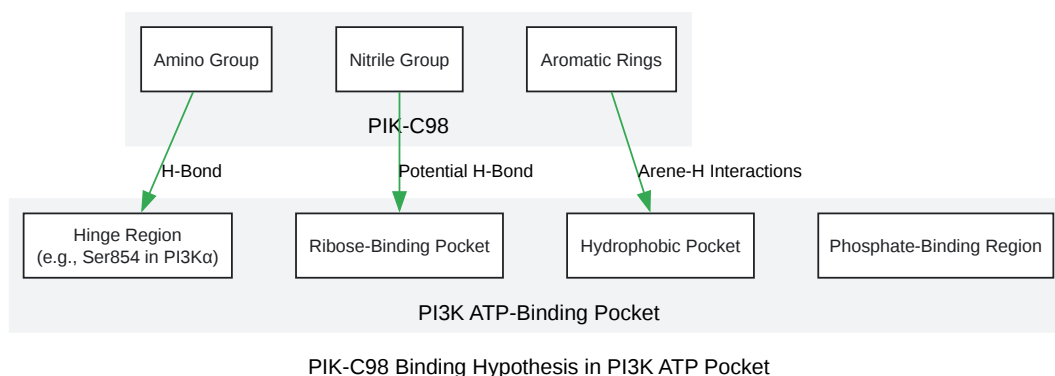 Amino Group
Nitrile Group
Aromatic Rings
PIK-C98
H-Bond
Potential H-Bond
Arene-H Interactions
Hinge Region
(e.g., Ser854 in PI3Kα)
Ribose-Binding Pocket
Hydrophobic Pocket
Phosphate-Binding Region
PI3K ATP-Binding Pocket
PIK-C98 Binding Hypothesis in PI3K ATP Pocket